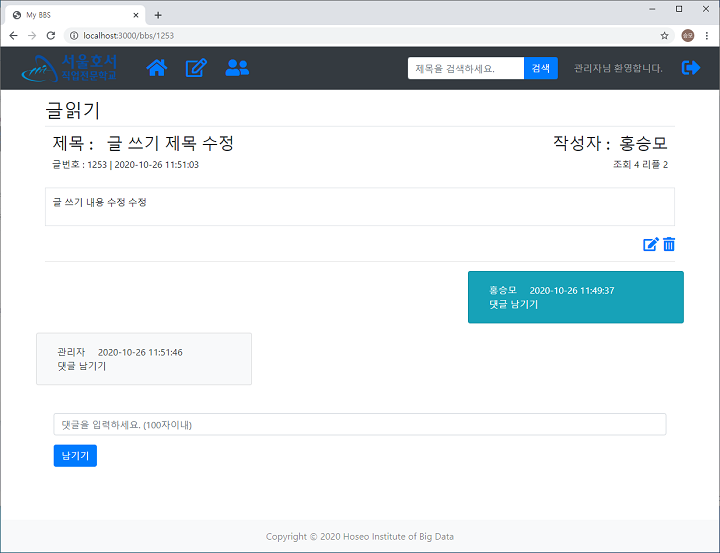 My BBS
localhost:3000/bbs/1253
승모
서울호서
직업전문학교
제목을 검색하세요.
검색
관리자님 환영합니다.
글읽기
제목 : 글 쓰기 제목 수정
작성자 : 홍승모
글번호 : 1253 | 2020-10-26 11:51:03
조회 4 리플 2
글 쓰기 내용 수정 수정
홍승모 2020-10-26 11:49:37
댓글 남기기
관리자 2020-10-26 11:51:46
댓글 남기기
댓글을 입력하세요. (100자이내)
남기기
Copyright © 2020 Hoseo Institute of Big Data